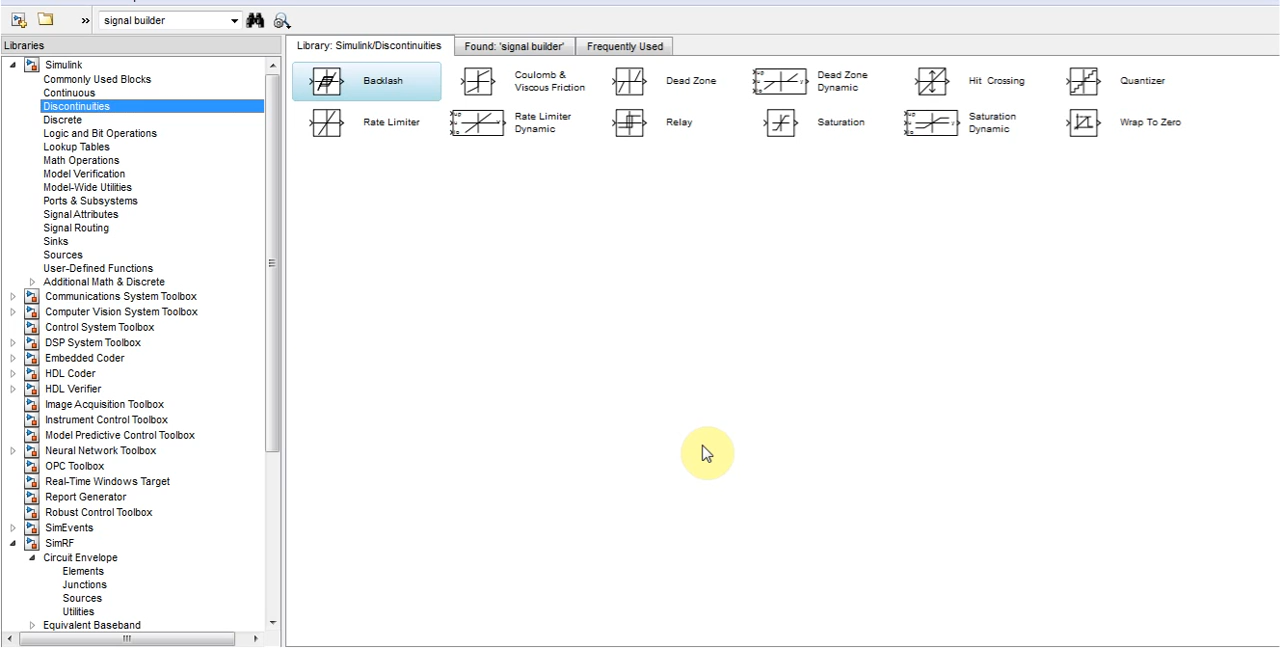 signal builder
Libraries
Library: Simulink/Discontinuities
Found: 'signal builder'
Frequently Used
Simulink
Commonly Used Blocks
Continuous
Discontinuities
Discrete
Logic and Bit Operations
Lookup Tables
Math Operations
Model Verification
Model-Wide Utilities
Ports & Subsystems
Signal Attributes
Signal Routing
Sinks
Sources
User-Defined Functions
Additional Math & Discrete
Communications System Toolbox
Computer Vision System Toolbox
Control System Toolbox
DSP System Toolbox
Embedded Coder
HDL Coder
HDL Verifier
Image Acquisition Toolbox
Instrument Control Toolbox
Model Predictive Control Toolbox
Neural Network Toolbox
OPC Toolbox
Real-Time Windows Target
Report Generator
Robust Control Toolbox
SimEvents
SimRF
Circuit Envelope
Elements
Junctions
Sources
Utilities
Equivalent Baseband
Backlash
Coulomb &
Viscous Friction
Dead Zone
Dead Zone
Dynamic
Hit Crossing
Quantizer
Rate Limiter
Rate Limiter
Dynamic
Relay
Saturation
Saturation
Dynamic
Wrap To Zero